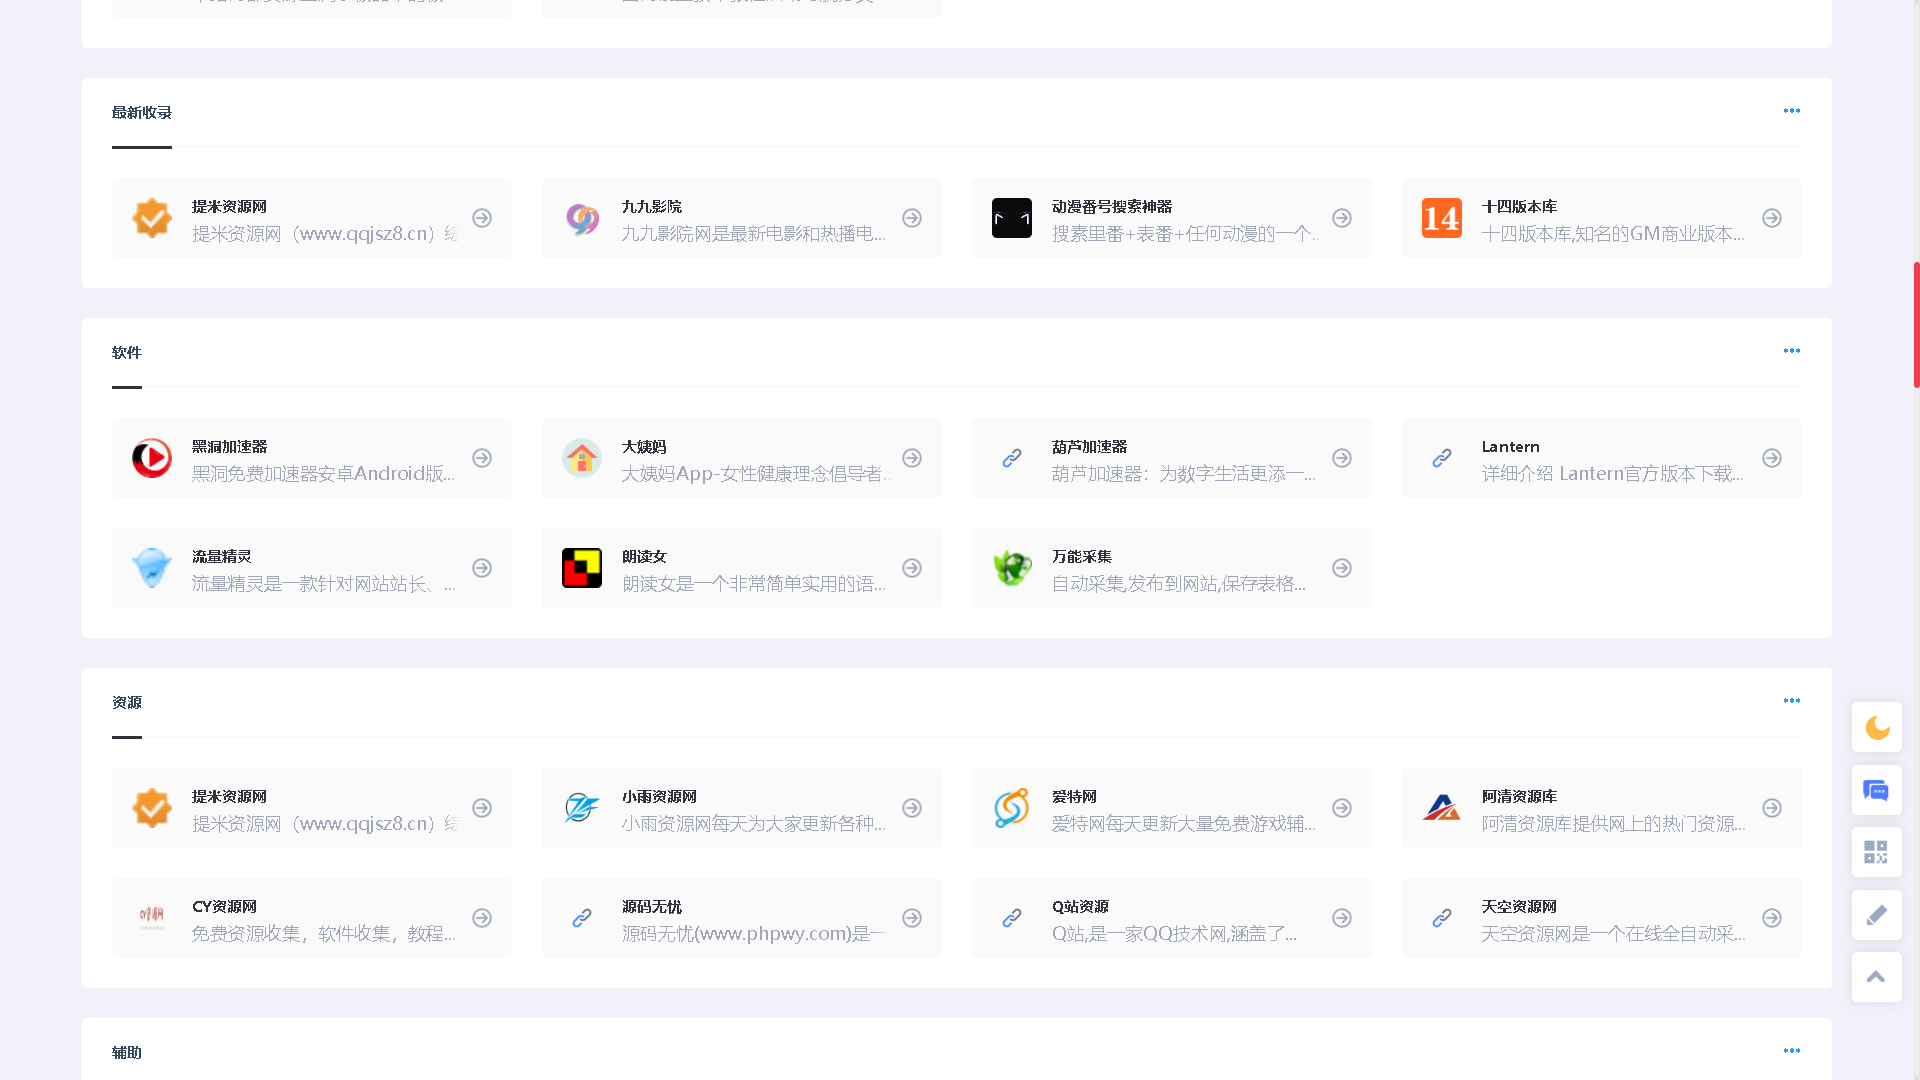 最新收录
提米资源网
提米资源网（www.qqjsz8.cn）
九九影院
九九影院网是最新电影和热播电...
动漫番号搜索神器
搜素里番+表番+任何动漫的一个...
14
十四版本库
十四版本库,知名的GM商业版本...
软件
黑洞加速器
黑洞免费加速器安卓Android版...
大姨妈
大姨妈App-女性健康理念倡导者...
葫芦加速器
葫芦加速器：为数字生活更添一...
Lantern
详细介绍 Lantern官方版本下载...
流量精灵
流量精灵是一款针对网站站长、...
朗读女
朗读女是一个非常简单实用的语...
万能采集
自动采集,发布到网站,保存表格...
资源
提米资源网
提米资源网（www.qqjsz8.cn）
小雨资源网
小雨资源网每天为大家更新各种...
爱特网
爱特网每天更新大量免费游戏辅...
阿清资源库
阿清资源库提供网上的热门资源...
CY资源网
CY资源网
免费资源收集，软件收集，教程...
源码无忧
源码无忧(www.phpwy.com)是一
Q站资源
Q站,是一家QQ技术网,涵盖了...
天空资源网
天空资源网是一个在线全自动采...
辅助